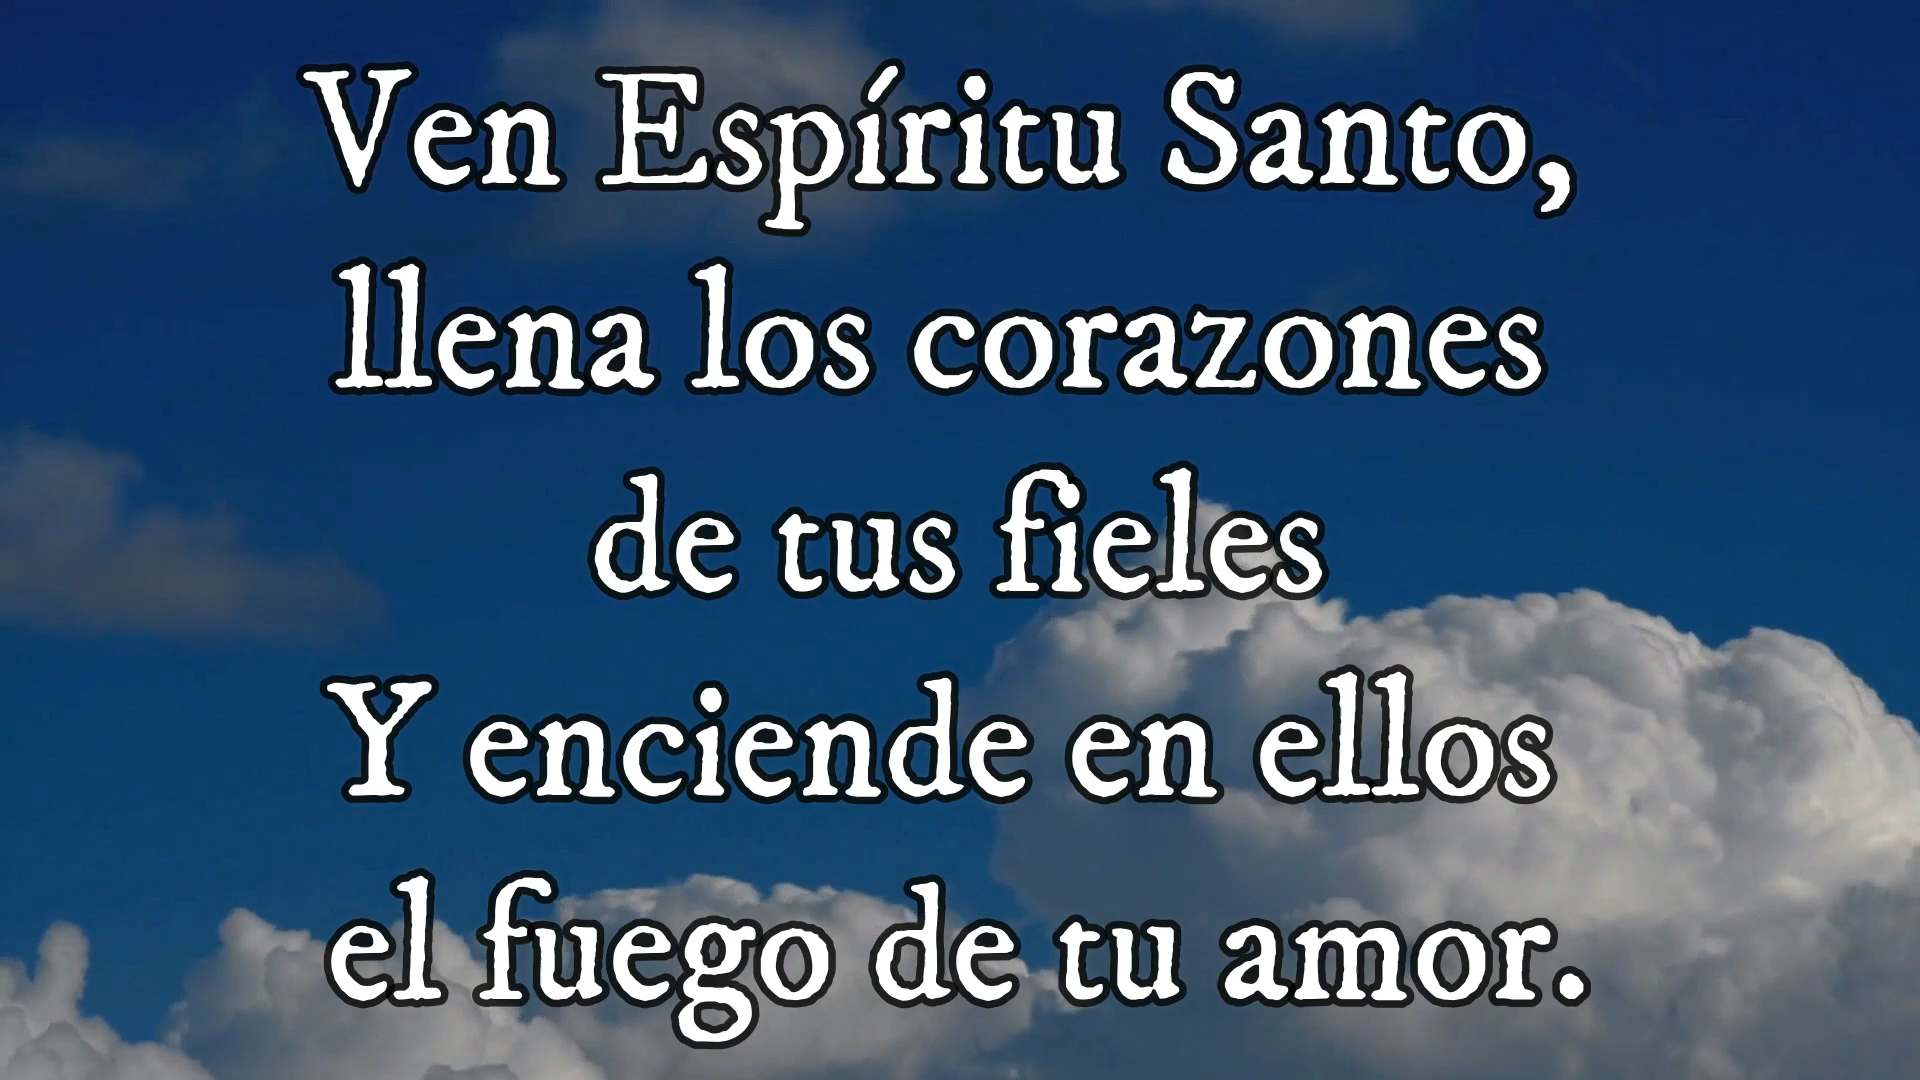 Ven Espíritu Santo,
llena los corazones
de tus fieles
Y enciende en ellos
el fuego de tu amor.